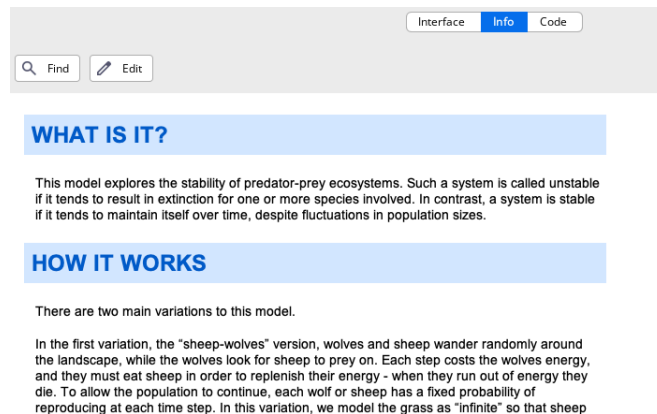 Interface Info Code
Find Edit
WHAT IS IT?
This model explores the stability of predator-prey ecosystems. Such a system is called unstable
if it tends to result in extinction for one or more species involved. In contrast, a system is stable
if it tends to maintain itself over time, despite fluctuations in population sizes.
HOW IT WORKS
There are two main variations to this model.
In the first variation, the “sheep-wolves” version, wolves and sheep wander randomly around
the landscape, while the wolves look for sheep to prey on. Each step costs the wolves energy,
and they must eat sheep in order to replenish their energy - when they run out of energy they
die. To allow the population to continue, each wolf or sheep has a fixed probability of
reproducing at each time step. In this variation, we model the grass as “infinite” so that sheep